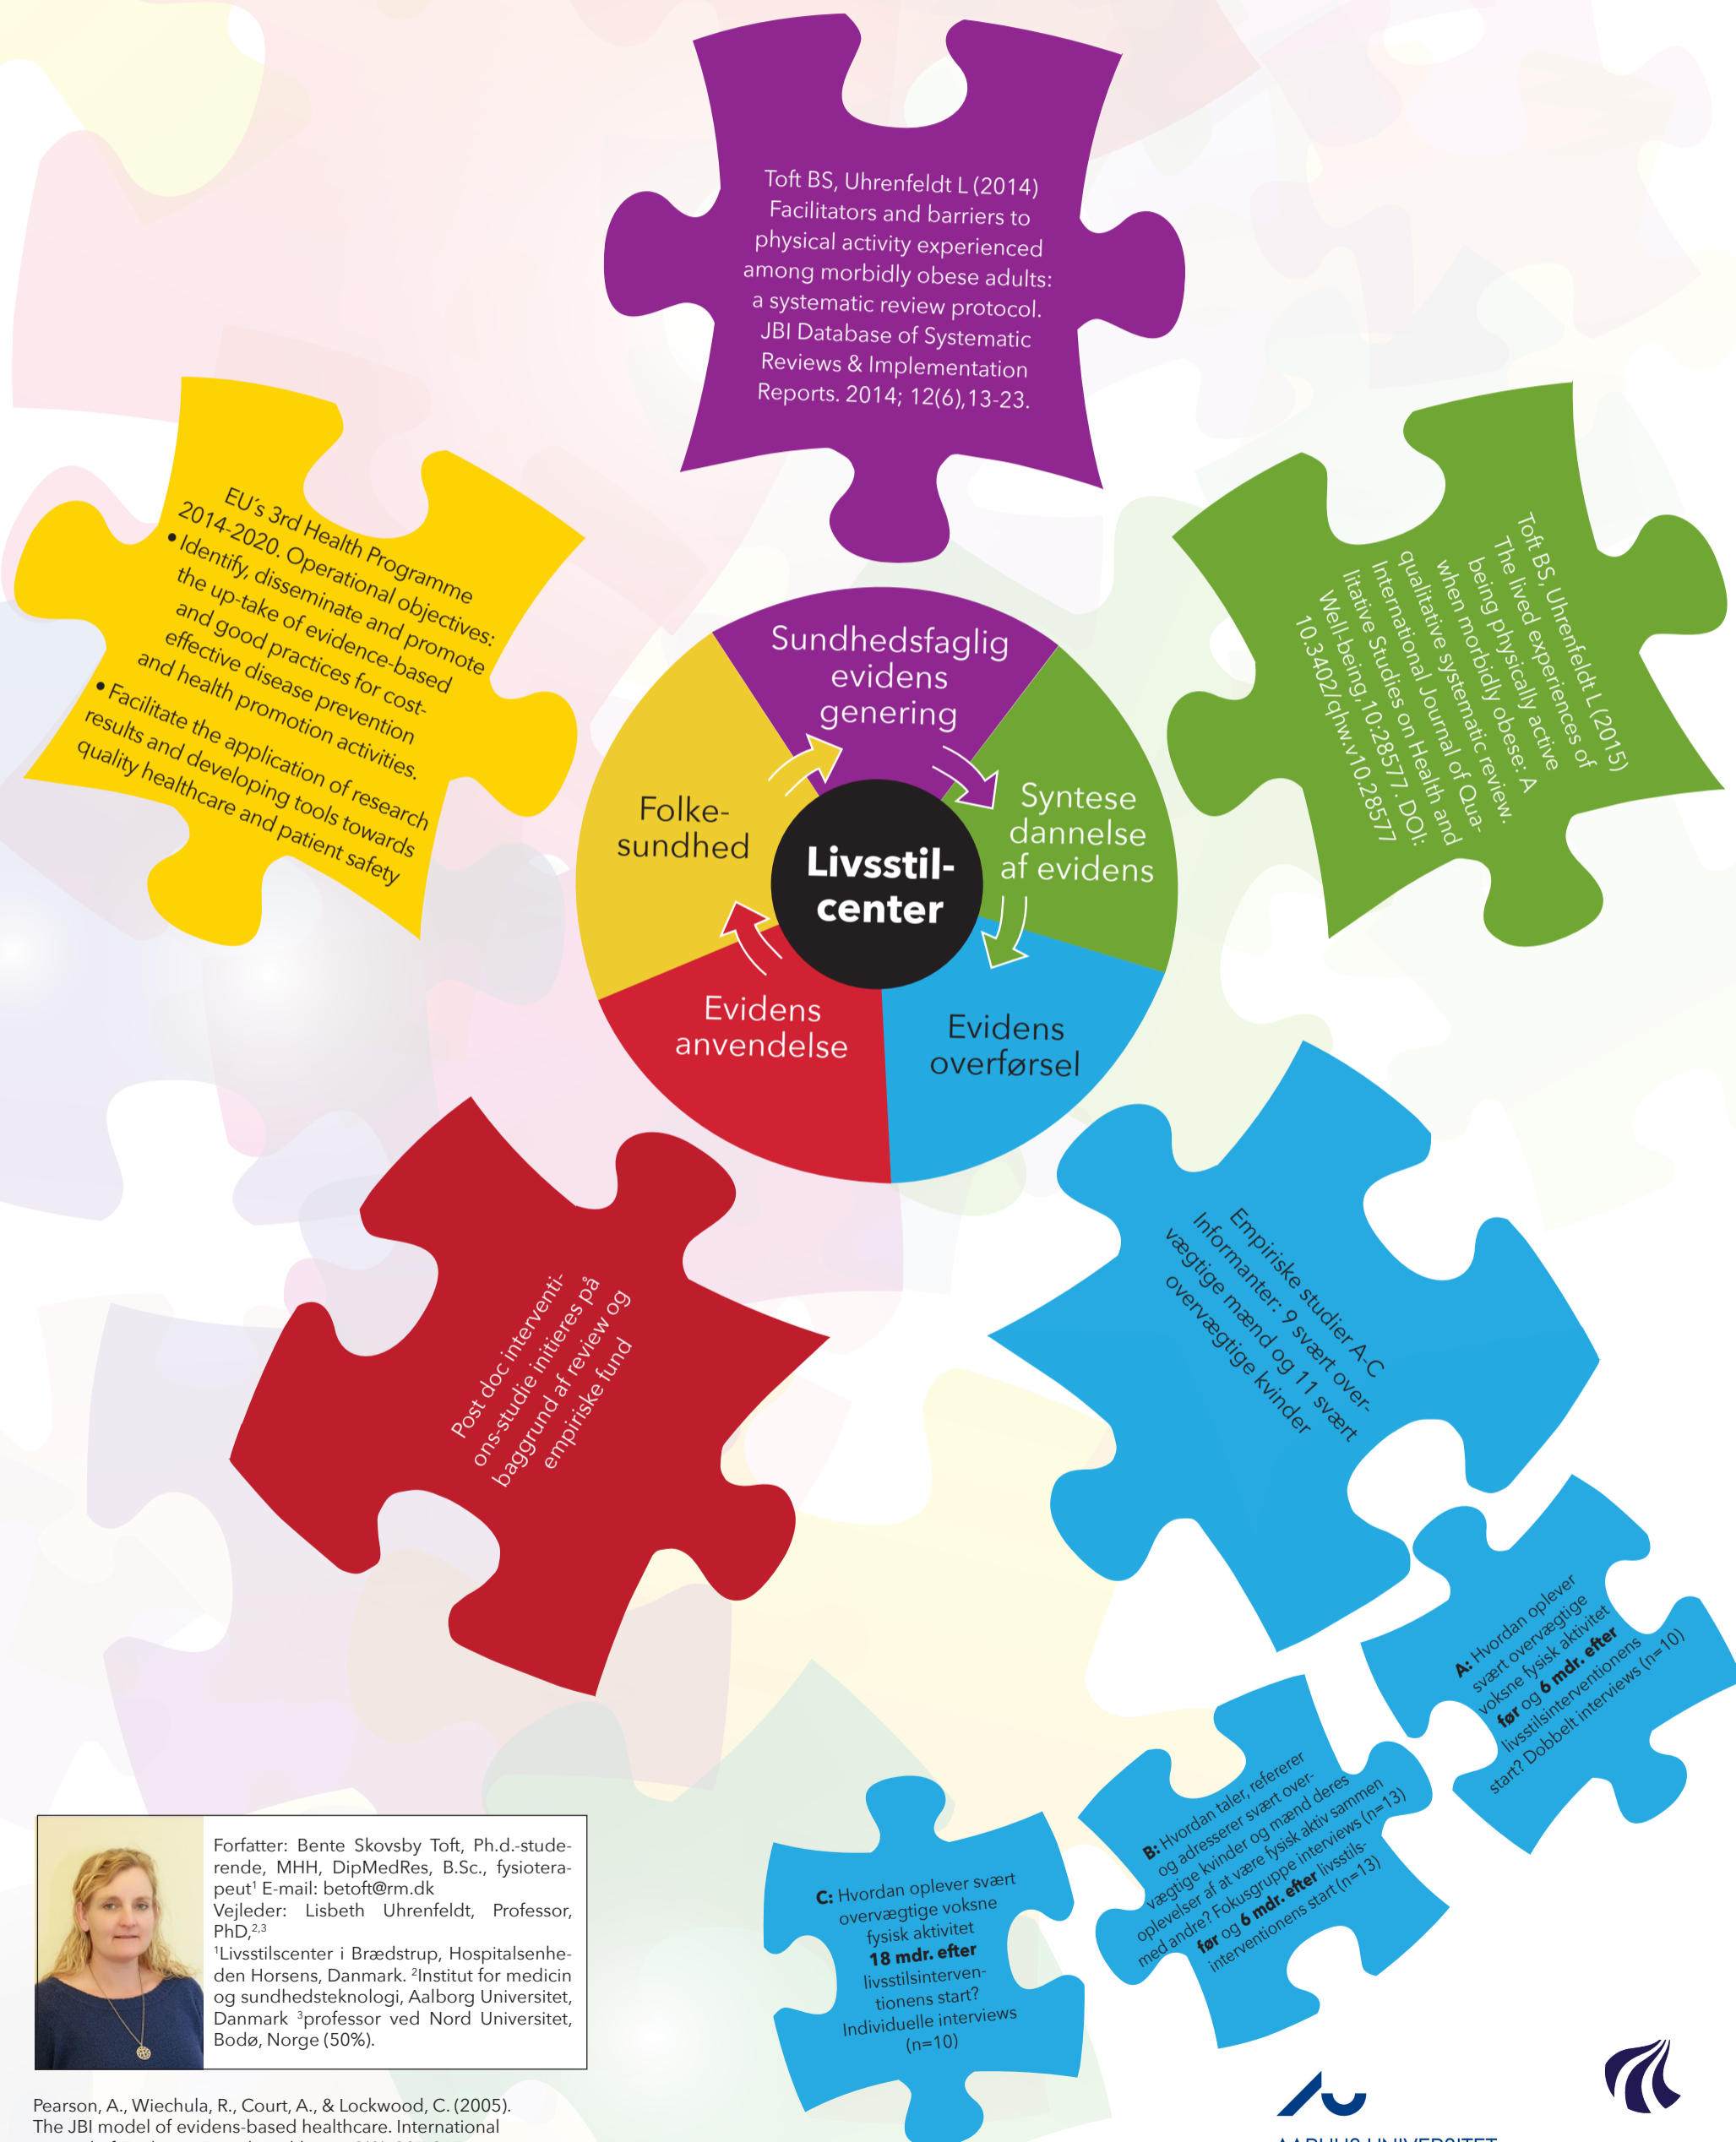 Toft BS, Uhrenfeldt L (2014)
Facilitators and barriers to
physical activity experienced
among morbidly obese adults:
a systematic review protocol.
JBI Database of Systematic
Reviews & Implementation
Reports. 2014; 12(6),13-23.
EU´s 3rd Health Programme
2014-2020. Operational objectives:
• Identify, disseminate and promote
the up-take of evidence-based
and good practices for cost-
effective disease prevention
and health promotion activities.
• Facilitate the application of research
results and developing tools towards
quality healthcare and patient safety
Toft BS, Uhrenfeldt L (2015)
The lived experiences of
being physically active
when morbidly obese: A
qualitative systematic review.
International Journal of Qua-
litative Studies on Health and
Well-being,10:28577. DOI:
10.3402/qhw.v10.28577
Sundhedsfaglig
evidens
genering
Syntese
dannelse
af evidens
Evidens
overførsel
Evidens
anvendelse
Folke-
sundhed
Livsstil-
center
Post doc interventi-
ons-studie initieres på
baggrund af review og
empiriske fund
Empiriske studier A-C
Informanter: 9 svært over-
vægtige mænd og 11 svært
overvægtige kvinder
A: Hvordan oplever
svært overvægtige
voksne fysisk aktivitet
før og 6 mdr. efter
livsstilsinterventionens
start? Dobbelt interviews (n=10)
B: Hvordan taler, refererer
og adresserer svært over-
vægtige kvinder og mænd deres
oplevelser af at være fysisk aktiv sammen
med andre? Fokusgruppe interviews (n=13)
før og 6 mdr. efter livsstils-
interventionens start (n=13)
C: Hvordan oplever svært
overvægtige voksne
fysisk aktivitet
18 mdr. efter
livsstilsinterven-
tionens start?
Individuelle interviews
(n=10)
Forfatter: Bente Skovsby Toft, Ph.d.-stude-
rende, MHH, DipMedRes, B.Sc., fysiotera-
peut¹ E-mail: betoft@rm.dk
Vejleder: Lisbeth Uhrenfeldt, Professor,
PhD,²,³
¹Livsstilscenter i Brædstrup, Hospitalsenhe-
den Horsens, Danmark. ²Institut for medicin
og sundhedsteknologi, Aalborg Universitet,
Danmark ³professor ved Nord Universitet,
Bodø, Norge (50%).
Pearson, A., Wiechula, R., Court, A., & Lockwood, C. (2005).
The JBI model of evidens-based healthcare. International
AARHUS UNIVERSITET